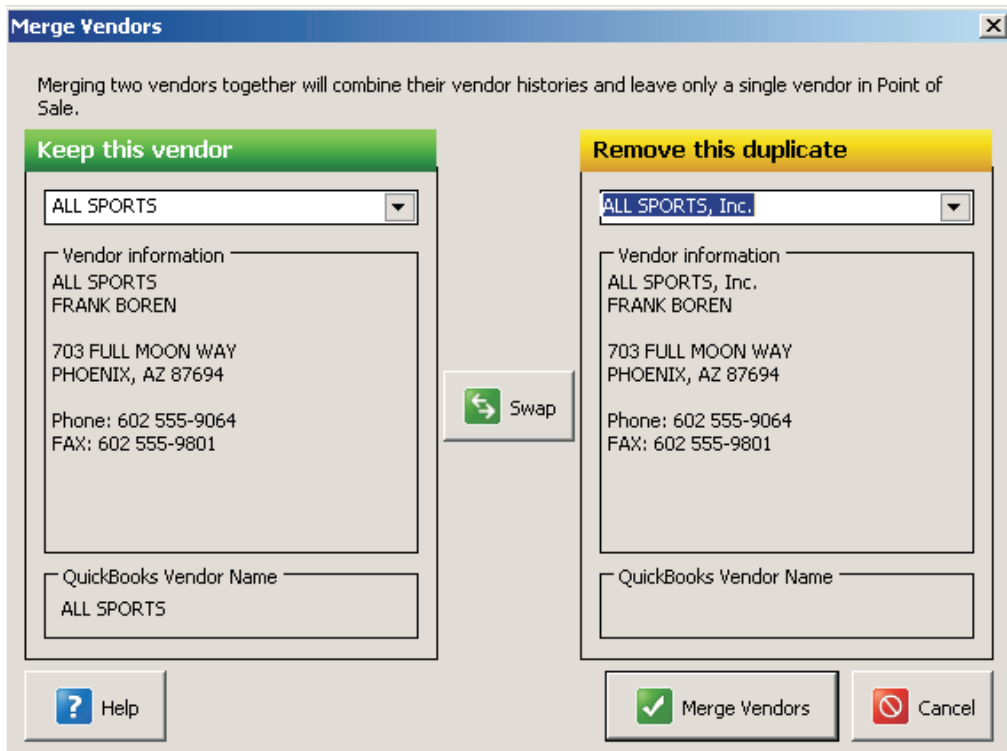 Merge Vendors
Merging two vendors together will combine their vendor histories and leave only a single vendor in Point of
Sale.
Keep this vendor
ALL SPORTS
Vendor information
ALL SPORTS
FRANK BOREN
703 FULL MOON WAY
PHOENIX, AZ 87694
Phone: 602 555-9064
FAX: 602 555-9801
QuickBooks Vendor Name
ALL SPORTS
Swap
Remove this duplicate
ALL SPORTS, Inc.
Vendor information
ALL SPORTS, Inc.
FRANK BOREN
703 FULL MOON WAY
PHOENIX, AZ 87694
Phone: 602 555-9064
FAX: 602 555-9801
QuickBooks Vendor Name
? Help
Merge Vendors
Cancel